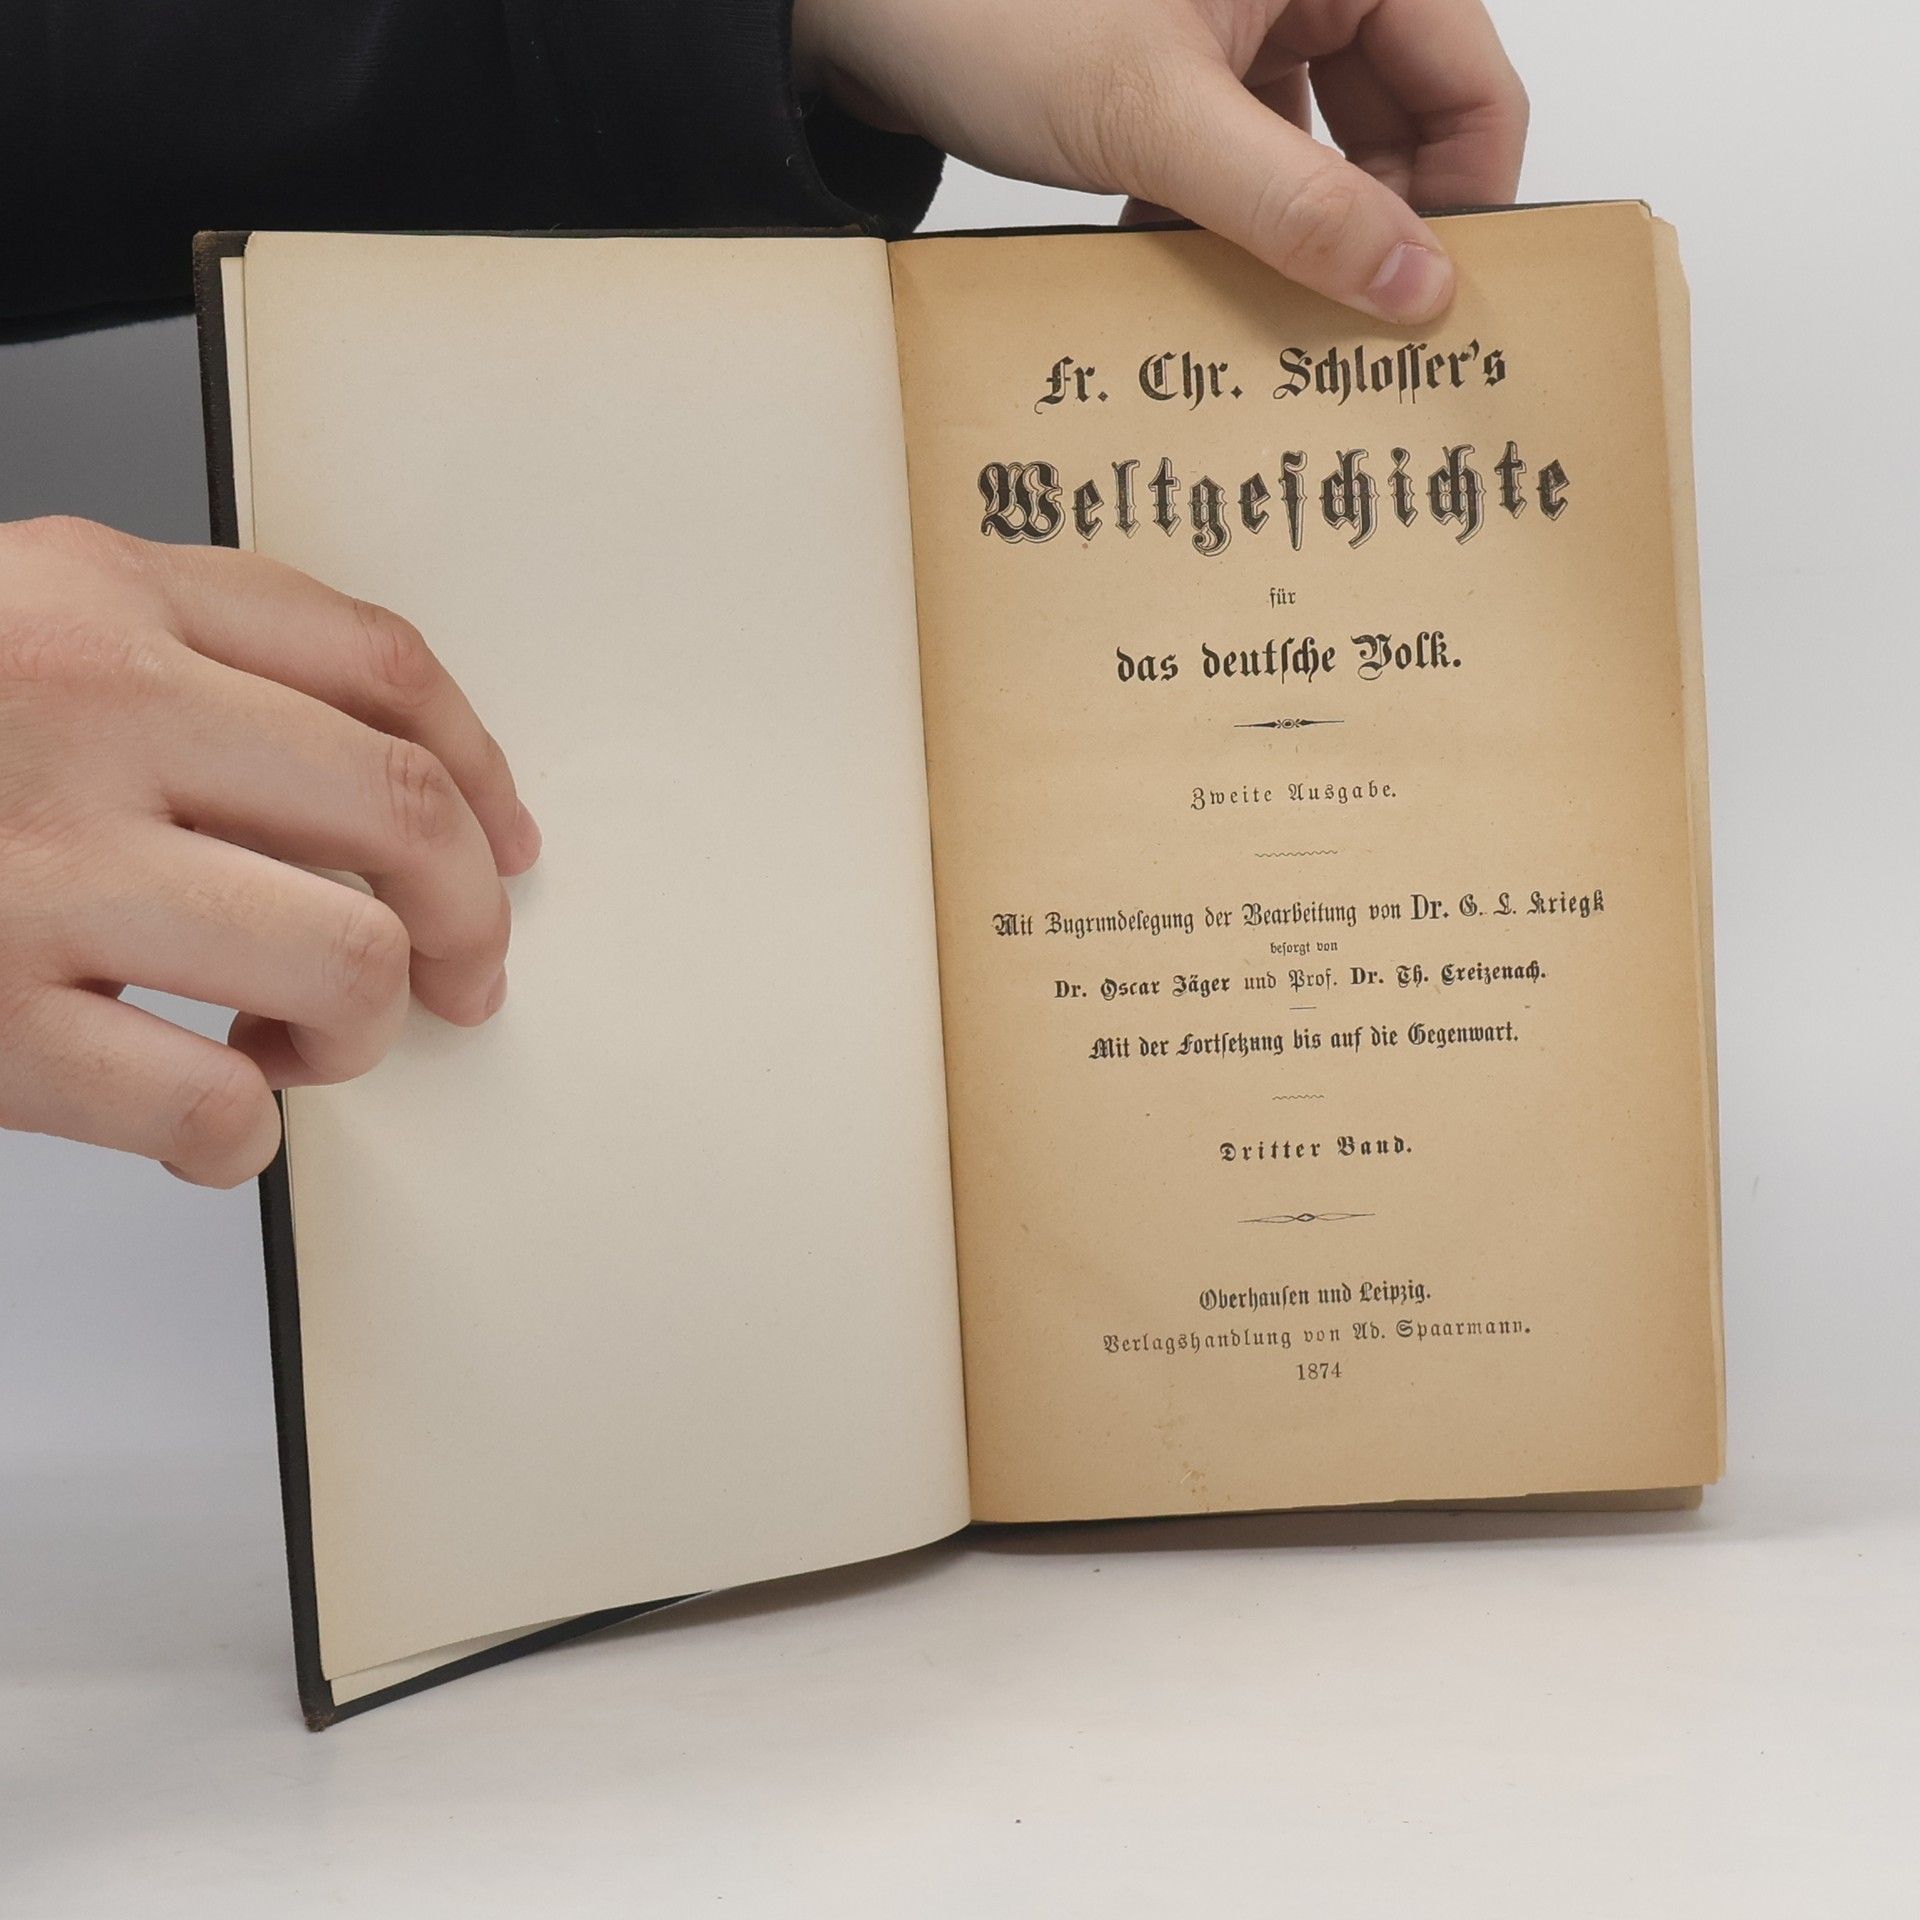 Fr. Chr. Schloſſer's
Weltgeſchichte
für
das deutſche Volk.
Zweite Ausgabe.
Mit Zugrundelegung der Bearbeitung von Dr. G. L. Kriegk
beſorgt von
Dr. Oscar Jäger und Prof. Dr. Th. Creizenach.
Mit der Fortſetzung bis auf die Gegenwart.
Dritter Band.
Oberhauſen und Leipzig.
Verlagshandlung von Ad. Spaarmann.
1874